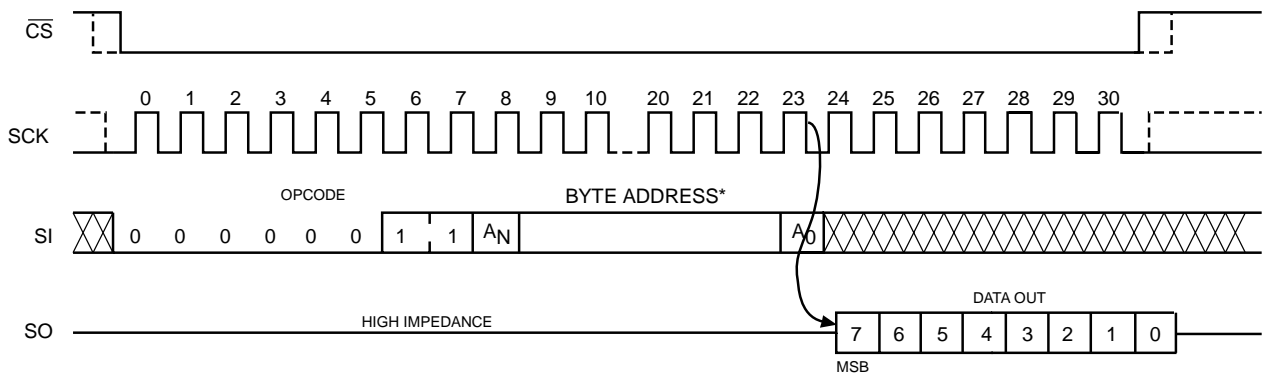 CS
0 1 2 3 4 5 6 7 8 9 10 20 21 22 23 24 25 26 27 28 29 30
SCK
OPCODE BYTE ADDRESS*
SI 0 0 0 0 0 0 1 1 AN A0
DATA OUT
SO HIGH IMPEDANCE 7 6 5 4 3 2 1 0
MSB